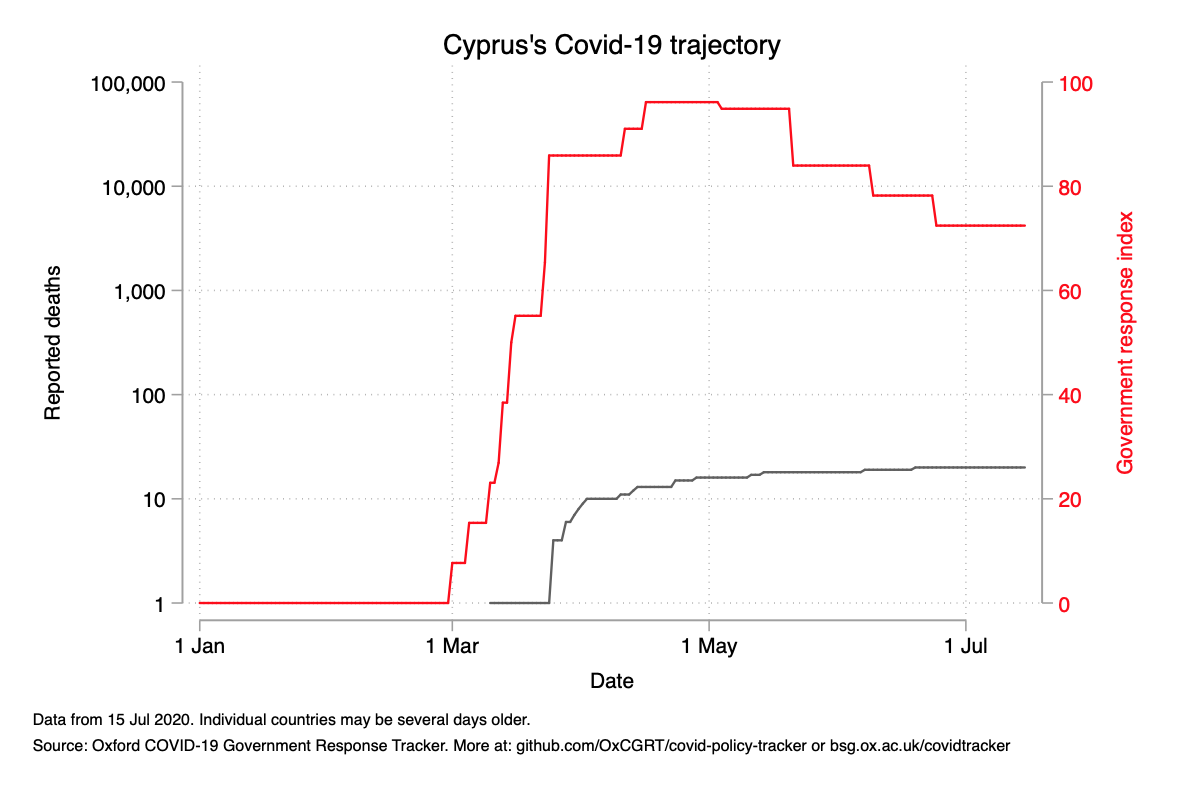 Cyprus's Covid-19 trajectory
100,000
10,000
1,000
100
10
1
Reported deaths
100
80
60
40
20
0
Government response index
1 Jan
1 Mar
1 May
1 Jul
Date
Data from 15 Jul 2020. Individual countries may be several days older.
Source: Oxford COVID-19 Government Response Tracker. More at: github.com/OxCGRT/covid-policy-tracker or bsg.ox.ac.uk/covidtracker